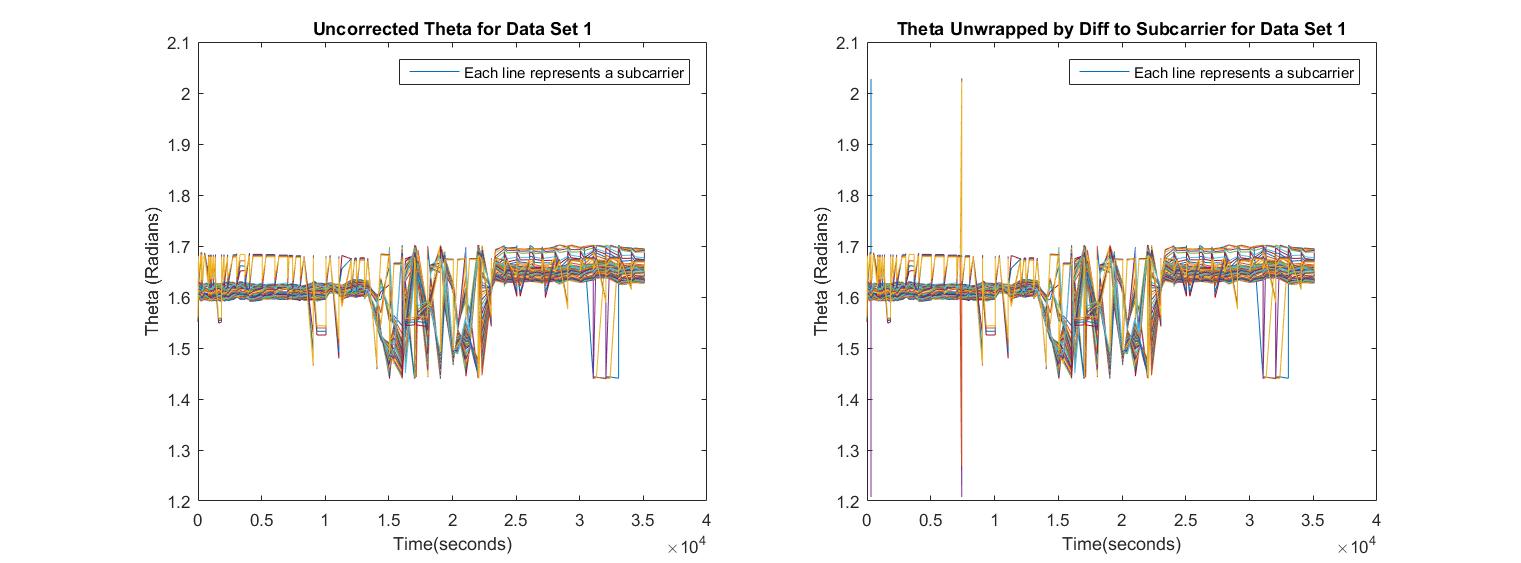 Uncorrected Theta for Data Set 1
Each line represents a subcarrier
Theta (Radians)
2.1
2
1.9
1.8
1.7
1.6
1.5
1.4
1.3
1.2
0 0.5 1 1.5 2 2.5 3 3.5 4
Time(seconds)
×10^4
Theta Unwrapped by Diff to Subcarrier for Data Set 1
Each line represents a subcarrier
Theta (Radians)
2.1
2
1.9
1.8
1.7
1.6
1.5
1.4
1.3
1.2
0 0.5 1 1.5 2 2.5 3 3.5 4
Time(seconds)
×10^4